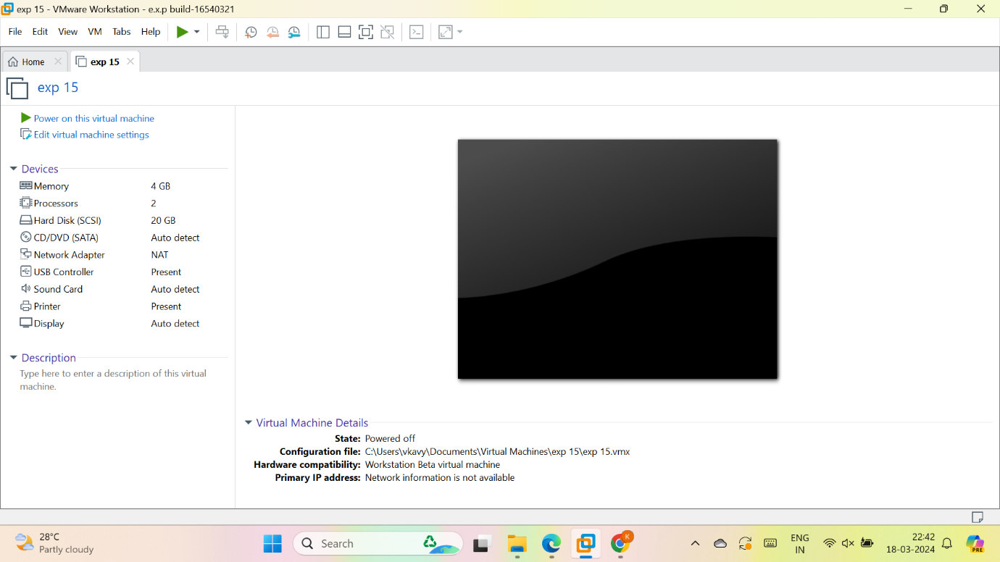 exp 15 - VMware Workstation - e.x.p build-16540321
File Edit View VM Tabs Help
Home
exp 15
exp 15
Power on this virtual machine
Edit virtual machine settings
Devices
Memory 4 GB
Processors 2
Hard Disk (SCSI) 20 GB
CD/DVD (SATA) Auto detect
Network Adapter NAT
USB Controller Present
Sound Card Auto detect
Printer Present
Display Auto detect
Description
Type here to enter a description of this virtual
machine.
Virtual Machine Details
State: Powered off
Configuration file: C:\Users\vkavy\Documents\Virtual Machines\exp 15\exp 15.vmx
Hardware compatibility: Workstation Beta virtual machine
Primary IP address: Network information is not available
28°C
Partly cloudy
Search
K
ENG
IN
22:42
18-03-2024
PRE